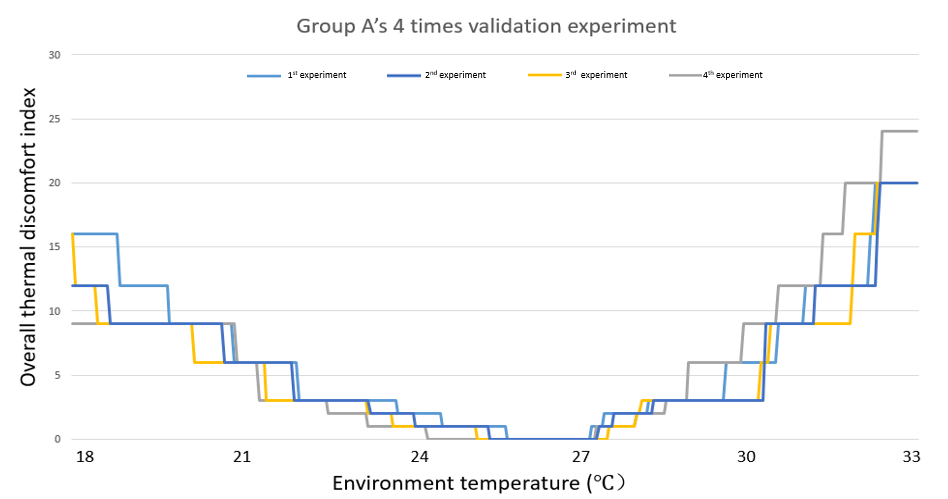 Group A’s 4 times validation experiment
30
1st experiment 2nd experiment 3rd experiment 4th experiment
25
20
15
10
5
0
Overall thermal discomfort index
18 21 24 27 30 33
Environment temperature (℃）